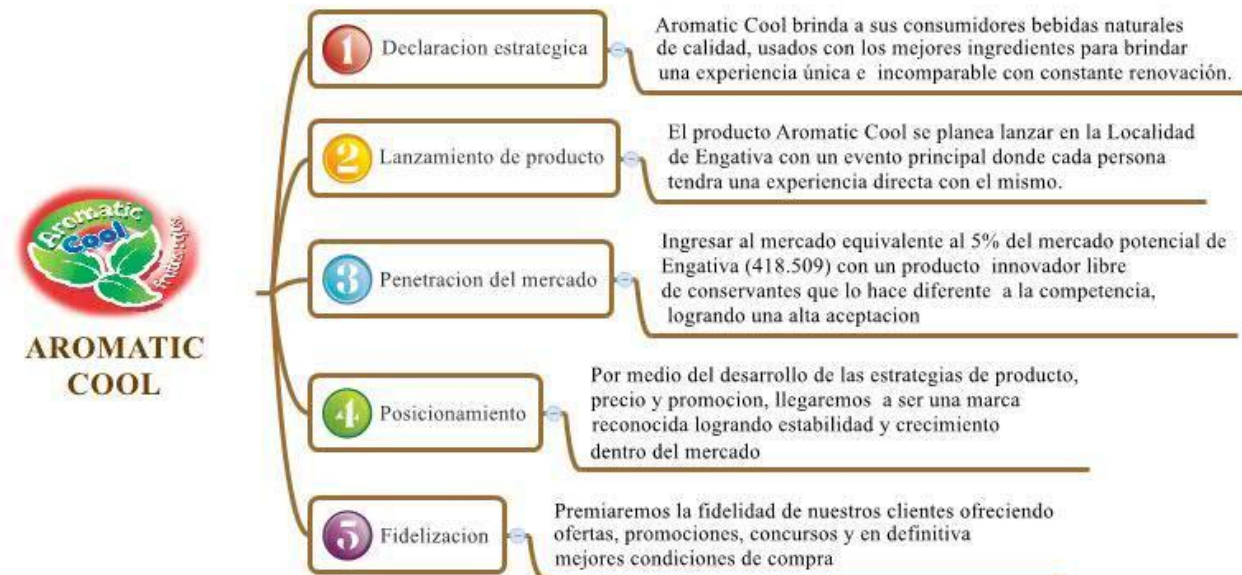 Aromatic
Cool
AROMATIC
COOL
1 Declaracion estrategica
Aromatic Cool brinda a sus consumidores bebidas naturales
de calidad, usados con los mejores ingredientes para brindar
una experiencia única e incomparable con constante renovación.
2 Lanzamiento de producto
El producto Aromatic Cool se planea lanzar en la Localidad
de Engativa con un evento principal donde cada persona
tendra una experiencia directa con el mismo.
3 Penetracion del mercado
Ingresar al mercado equivalente al 5% del mercado potencial de
Engativa (418.509) con un producto innovador libre
de conservantes que lo hace diferente a la competencia,
logrando una alta aceptacion
4 Posicionamiento
Por medio del desarrollo de las estrategias de producto,
precio y promocion, llegaremos a ser una marca
reconocida logrando estabilidad y crecimiento
dentro del mercado
5 Fidelizacion
Premiaremos la fidelidad de nuestros clientes ofreciendo
ofertas, promociones, concursos y en definitiva
mejores condiciones de compra